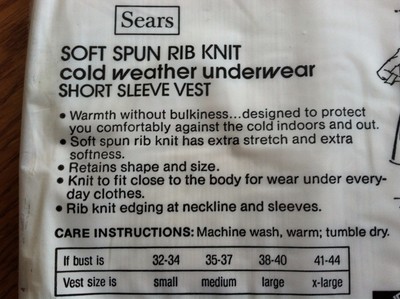 Sears
SOFT SPUN RIB KNIT
cold weather underwear
SHORT SLEEVE VEST
• Warmth without bulkiness...designed to protect
you comfortably against the cold indoors and out.
• Soft spun rib knit has extra stretch and extra
softness.
• Retains shape and size.
• Knit to fit close to the body for wear under every-
day clothes.
• Rib knit edging at neckline and sleeves.
CARE INSTRUCTIONS: Machine wash, warm; tumble dry.
If bust is 32-34 35-37 38-40 41-44
Vest size is small medium large x-large